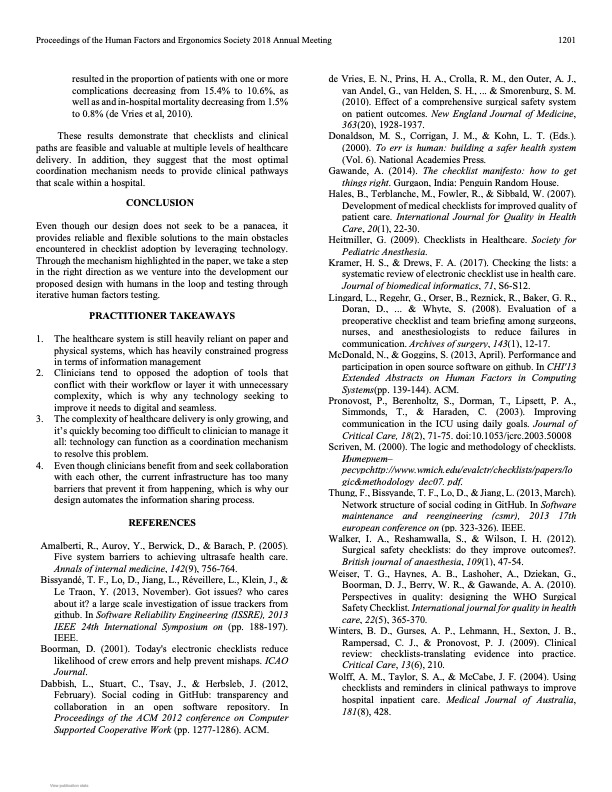 Proceedings of the Human Factors and Ergonomics Society 2018 Annual Meeting
1201
resulted in the proportion of patients with one or more
complications decreasing from 15.4% to 10.6%, as
well as and in-hospital mortality decreasing from 1.5%
to 0.8% (de Vries et al, 2010).
These results demonstrate that checklists and clinical
paths are feasible and valuable at multiple levels of healthcare
delivery. In addition, they suggest that the most optimal
coordination mechanism needs to provide clinical pathways
that scale within a hospital.
CONCLUSION
Even though our design does not seek to be a panacea, it
provides reliable and flexible solutions to the main obstacles
encountered in checklist adoption by leveraging technology.
Through the mechanism highlighted in the paper, we take a step
in the right direction as we venture into the development our
proposed design with humans in the loop and testing through
iterative human factors testing.
PRACTITIONER TAKEAWAYS
1. The healthcare system is still heavily reliant on paper and
physical systems, which has heavily constrained progress
in terms of information management
2. Clinicians tend to opposed the adoption of tools that
conflict with their workflow or layer it with unnecessary
complexity, which is why any technology seeking to
improve it needs to digital and seamless.
3. The complexity of healthcare delivery is only growing, and
it's quickly becoming too difficult to clinician to manage it
all: technology can function as a coordination mechanism
to resolve this problem.
4. Even though clinicians benefit from and seek collaboration
with each other, the current infrastructure has too many
barriers that prevent it from happening, which is why our
design automates the information sharing process.
REFERENCES
Amalberti, R., Auroy, Y., Berwick, D., & Barach, P. (2005).
Five system barriers to achieving ultrasafe health care.
Annals of internal medicine, 142(9), 756-764.
Bissyandé, T. F., Lo, D., Jiang, L., Réveillere, L., Klein, J., &
Le Traon, Y. (2013, November). Got issues? who cares
about it? a large scale investigation of issue trackers from
github. In Software Reliability Engineering (ISSRE), 2013
IEEE 24th International Symposium on (pp. 188-197).
IEEE.
Boorman, D. (2001). Today's electronic checklists reduce
likelihood of crew errors and help prevent mishaps. ICAO
Journal.
Dabbish, L., Stuart, C., Tsay, J., & Herbsleb, J. (2012,
February). Social coding in GitHub: transparency and
collaboration in an open software repository. In
Proceedings of the ACM 2012 conference on Computer
Supported Cooperative Work (pp. 1277-1286). ACM.
de Vries, E. N., Prins, H. A., Crolla, R. M., den Outer, A. J.,
van Andel, G., van Helden, S. H., ... & Smorenburg, S. M.
(2010). Effect of a comprehensive surgical safety system
on patient outcomes. New England Journal of Medicine,
363(20), 1928-1937.
Donaldson, M. S., Corrigan, J. M., & Kohn, L. T. (Eds.).
(2000). To err is human: building a safer health system
(Vol. 6). National Academies Press.
Gawande, A. (2014). The checklist manifesto: how to get
things right. Gurgaon, India: Penguin Random House.
Hales, B., Terblanche, M., Fowler, R., & Sibbald, W. (2007).
Development of medical checklists for improved quality of
patient care. International Journal for Quality in Health
Care, 20(1), 22-30.
Heitmiller, G. (2009). Checklists in Healthcare. Society for
Pediatric Anesthesia.
Kramer, H. S., & Drews, F. A. (2017). Checking the lists: a
systematic review of electronic checklist use in health care.
Journal of biomedical informatics, 71, S6-S12.
Lingard, L., Regehr, G., Orser, B., Reznick, R., Baker, G. R.,
Doran, D., ... & Whyte, S. (2008). Evaluation of a
preoperative checklist and team briefing among surgeons,
nurses, and anesthesiologists to reduce failures in
communication. Archives of surgery, 143(1), 12-17.
McDonald, N., & Goggins, S. (2013, April). Performance and
participation in open source software on github. In CHI'13
Extended Abstracts on Human Factors in Computing
Systems(pp. 139-144). ACM.
Pronovost, P., Berenholtz, S., Dorman, T., Lipsett, P. A.,
Simmonds, T., & Haraden, C. (2003). Improving
communication in the ICU using daily goals. Journal of
Critical Care, 18(2), 71-75. doi:10.1053/jcrc.2003.50008
Scriven, M. (2000). The logic and methodology of checklists.
Интернет–
ресурсhttp://www.wmich.edu/evalctr/checklists/papers/lo
gic&methodology_dec07. pdf.
Thung, F., Bissyande, T. F., Lo, D., & Jiang, L. (2013, March).
Network structure of social coding in GitHub. In Software
maintenance and reengineering (csmr), 2013 17th
european conference on (pp. 323-326). IEEE.
Walker, I. A., Reshamwalla, S., & Wilson, I. H. (2012).
Surgical safety checklists: do they improve outcomes?.
British journal of anaesthesia, 109(1), 47-54.
Weiser, T. G., Haynes, A. B., Lashoher, A., Dziekan, G.,
Boorman, D. J., Berry, W. R., & Gawande, A. A. (2010).
Perspectives in quality: designing the WHO Surgical
Safety Checklist. International journal for quality in health
care, 22(5), 365-370.
Winters, B. D., Gurses, A. P., Lehmann, H., Sexton, J. B.,
Rampersad, C. J., & Pronovost, P. J. (2009). Clinical
review: checklists-translating evidence into practice.
Critical Care, 13(6), 210.
Wolff, A. M., Taylor, S. A., & McCabe, J. F. (2004). Using
checklists and reminders in clinical pathways to improve
hospital inpatient care. Medical Journal of Australia,
181(8), 428.
View publication stats